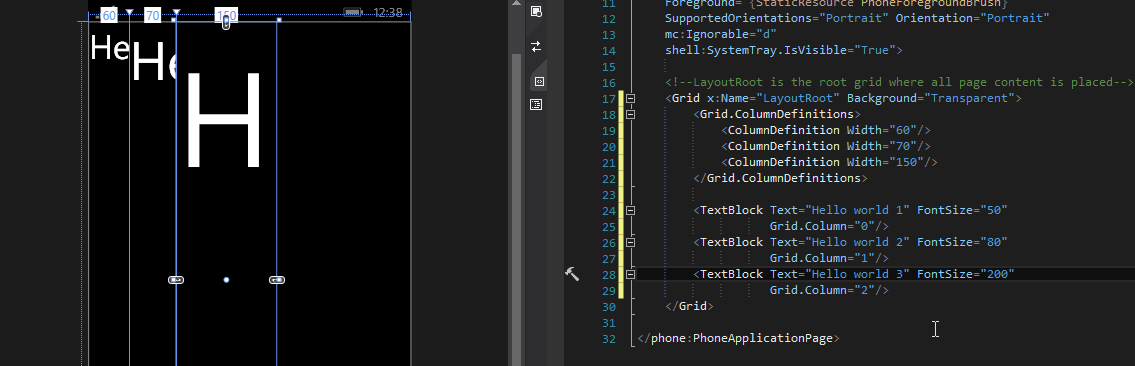 60 70 150 12:38
He
He
H
11 Foreground="{StaticResource PhoneForegroundBrush}"
12 SupportedOrientations="Portrait" Orientation="Portrait"
13 mc:Ignorable="d"
14 shell:SystemTray.IsVisible="True">
15
16 <!--LayoutRoot is the root grid where all page content is placed-->
17 <Grid x:Name="LayoutRoot" Background="Transparent">
18 <Grid.ColumnDefinitions>
19 <ColumnDefinition Width="60"/>
20 <ColumnDefinition Width="70"/>
21 <ColumnDefinition Width="150"/>
22 </Grid.ColumnDefinitions>
23
24 <TextBlock Text="Hello world 1" FontSize="50"
25 Grid.Column="0"/>
26 <TextBlock Text="Hello world 2" FontSize="80"
27 Grid.Column="1"/>
28 <TextBlock Text="Hello world 3" FontSize="200"
29 Grid.Column="2"/>
30 </Grid>
31
32 </phone:PhoneApplicationPage>